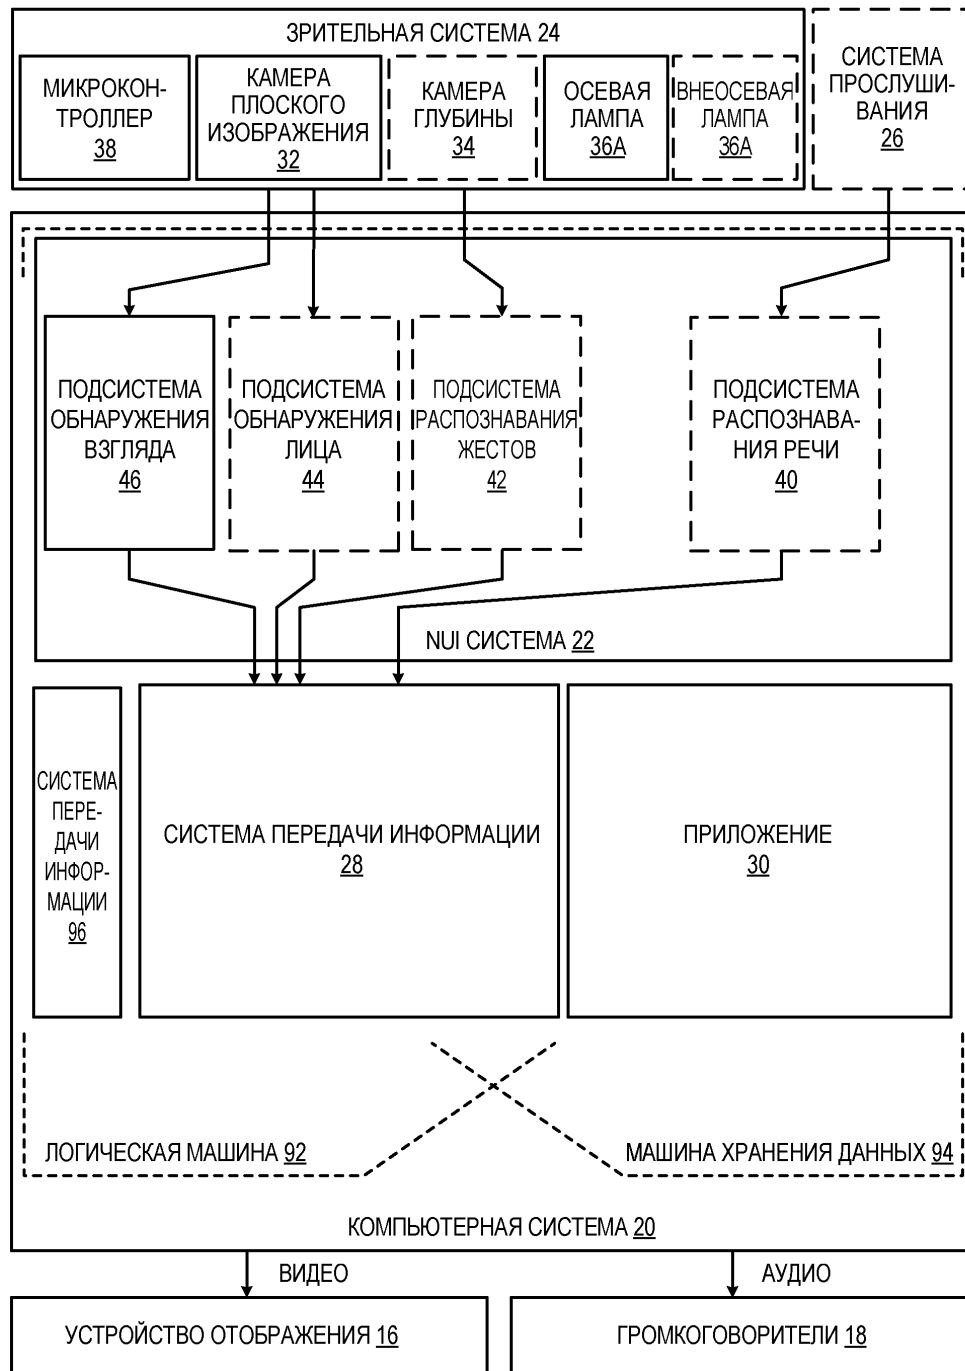 ЗРИТЕЛЬНАЯ СИСТЕМА 24
МИКРОКОН-
ТРОЛЛЕР
38
КАМЕРА
ПЛОСКОГО
ИЗОБРАЖЕНИЯ
32
КАМЕРА
ГЛУБИНЫ
34
ОСЕВАЯ
ЛАМПА
36A
ВНЕОСЕВАЯ
ЛАМПА
36A
СИСТЕМА
ПРОСЛУШИ-
ВАНИЯ
26
ПОДСИСТЕМА
ОБНАРУЖЕНИЯ
ВЗГЛЯДА
46
ПОДСИСТЕМА
ОБНАРУЖЕНИЯ
ЛИЦА
44
ПОДСИСТЕМА
РАСПОЗНАВАНИЯ
ЖЕСТОВ
42
ПОДСИСТЕМА
РАСПОЗНАВА-
НИЯ РЕЧИ
40
NUI СИСТЕМА 22
СИСТЕМА
ПЕРЕ-
ДАЧИ
ИНФОР-
МАЦИИ
96
СИСТЕМА ПЕРЕДАЧИ ИНФОРМАЦИИ
28
ПРИЛОЖЕНИЕ
30
ЛОГИЧЕСКАЯ МАШИНА 92
МАШИНА ХРАНЕНИЯ ДАННЫХ 94
КОМПЬЮТЕРНАЯ СИСТЕМА 20
ВИДЕО
АУДИО
УСТРОЙСТВО ОТОБРАЖЕНИЯ 16
ГРОМКОГОВОРИТЕЛИ 18